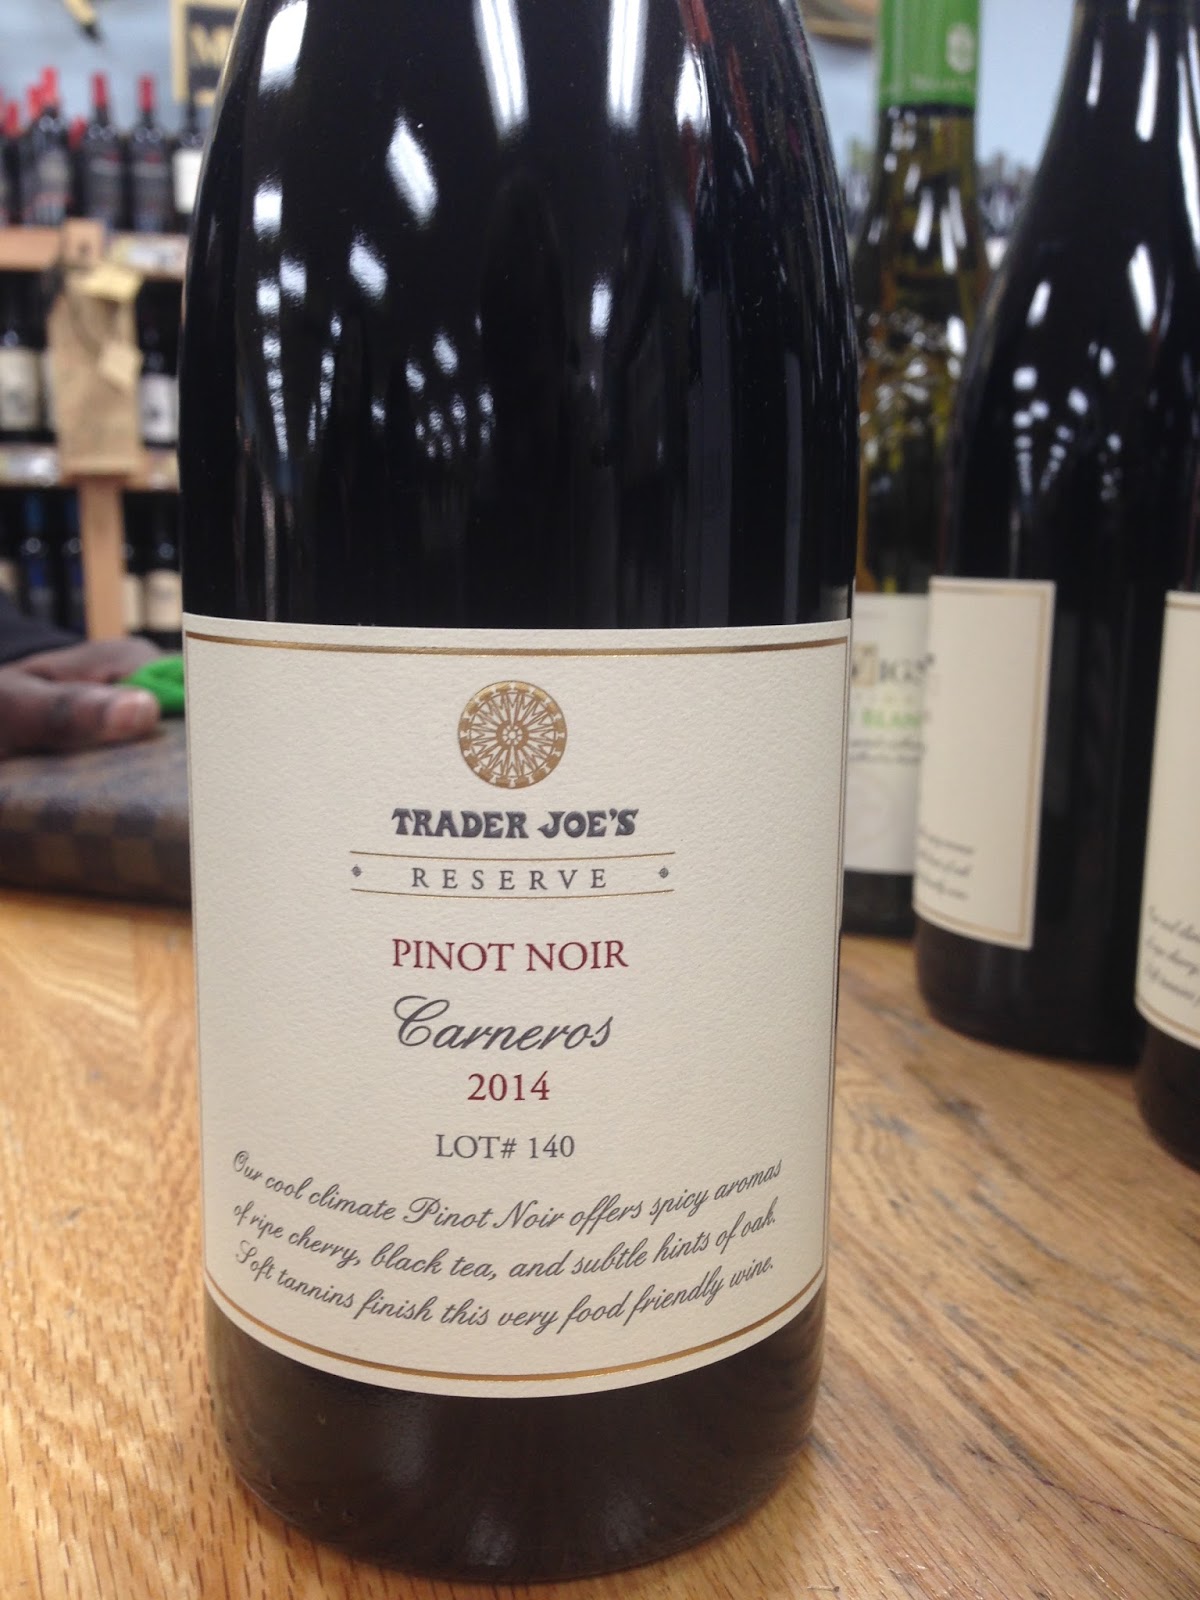 TRADER JOE'S
RESERVE
PINOT NOIR
Carneros
2014
LOT# 140
Our cool climate Pinot Noir offers spicy aromas
of ripe cherry, black tea, and subtle hints of oak.
Soft tannins finish this very food friendly wine.